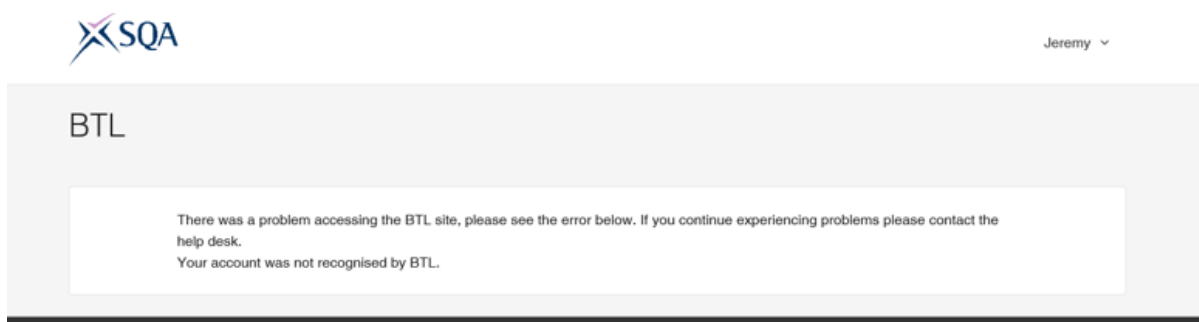 SQA
Jeremy
BTL
There was a problem accessing the BTL site, please see the error below. If you continue experiencing problems please contact the
help desk.
Your account was not recognised by BTL.